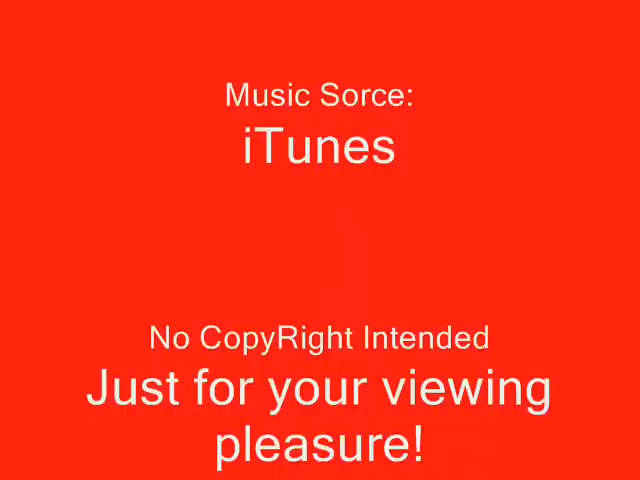 Music Sorce:
iTunes
No CopyRight Intended
Just for your viewing
pleasure!